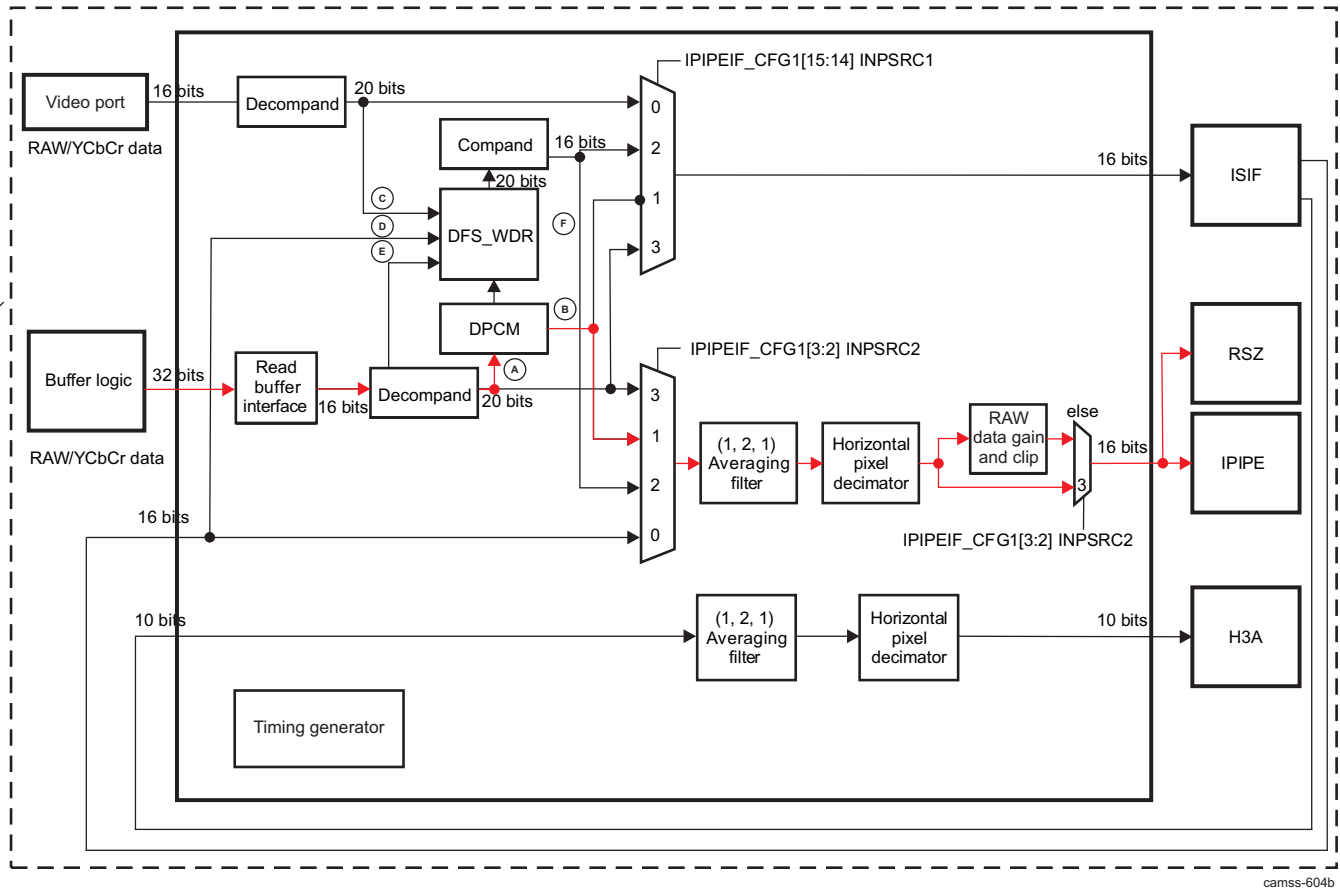 IPIPEIF_CFG1[15:14] INPSRC1
Video port
16 bits
Decompand
20 bits
RAW/YCbCr data
0
Compand
16 bits
2
20 bits
C
D
E
DFS_WDR
F
1
3
16 bits
ISIF
B
DPCM
A
IPIPEIF_CFG1[3:2] INPSRC2
Buffer logic
32 bits
Read
buffer
interface
16 bits
Decompand
20 bits
RAW/YCbCr data
3
1
2
0
(1, 2, 1)
Averaging
filter
Horizontal
pixel
decimator
RAW
data gain
and clip
else
3
16 bits
RSZ
IPIPE
IPIPEIF_CFG1[3:2] INPSRC2
16 bits
10 bits
(1, 2, 1)
Averaging
filter
Horizontal
pixel
decimator
10 bits
H3A
Timing generator
camss-604b